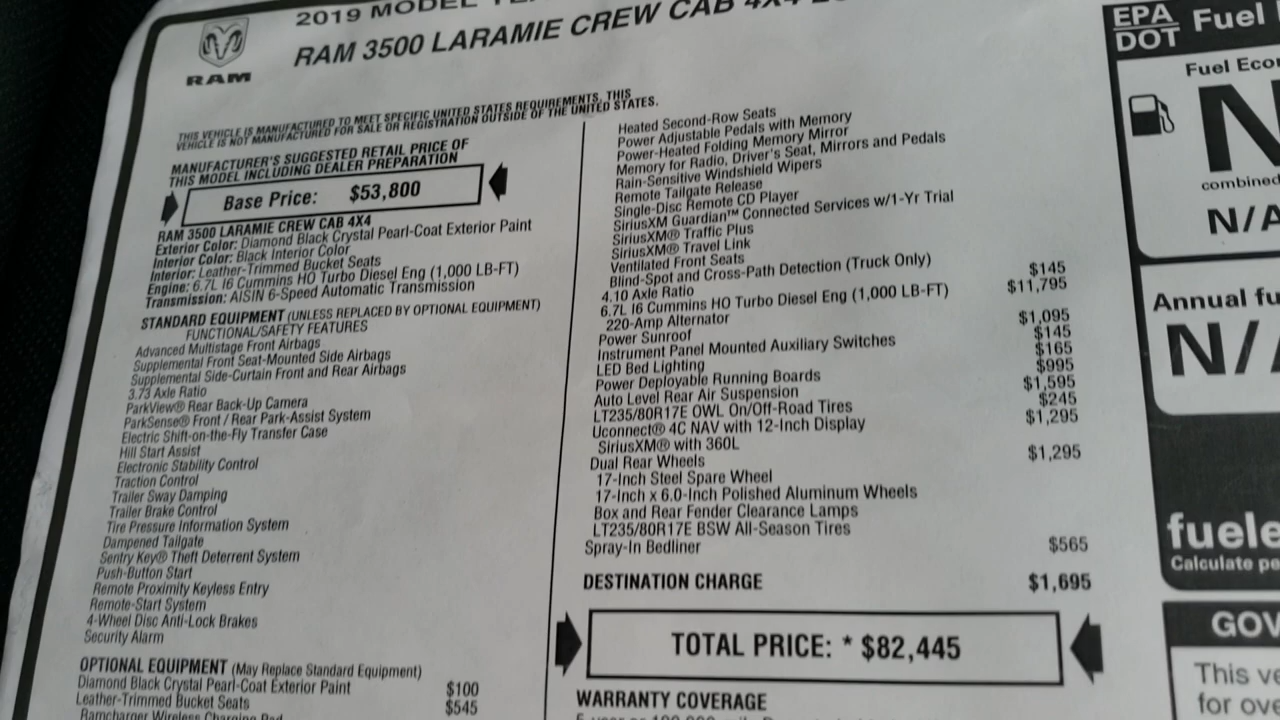 2019 MODEL
RAM 3500 LARAMIE CREW CAB 4X4
RAM
THIS VEHICLE IS MANUFACTURED TO MEET SPECIFIC UNITED STATES REQUIREMENTS. THIS
VEHICLE IS NOT MANUFACTURED FOR SALE OR REGISTRATION OUTSIDE OF THE UNITED STATES.
MANUFACTURER'S SUGGESTED RETAIL PRICE OF
THIS MODEL INCLUDING DEALER PREPARATION
Base Price: $53,800
RAM 3500 LARAMIE CREW CAB 4X4
Exterior Color: Diamond Black Crystal Pearl-Coat Exterior Paint
Interior Color: Black Interior Color
Interior: Leather-Trimmed Bucket Seats
Engine: 6.7L I6 Cummins HO Turbo Diesel Eng (1,000 LB-FT)
Transmission: AISIN 6-Speed Automatic Transmission
STANDARD EQUIPMENT (UNLESS REPLACED BY OPTIONAL EQUIPMENT)
FUNCTIONAL/SAFETY FEATURES
Advanced Multistage Front Airbags
Supplemental Front Seat-Mounted Side Airbags
Supplemental Side-Curtain Front and Rear Airbags
3.73 Axle Ratio
ParkView® Rear Back-Up Camera
ParkSense® Front / Rear Park-Assist System
Electric Shift-on-the-Fly Transfer Case
Hill Start Assist
Electronic Stability Control
Traction Control
Trailer Sway Damping
Trailer Brake Control
Tire Pressure Information System
Dampened Tailgate
Sentry Key® Theft Deterrent System
Push-Button Start
Remote Proximity Keyless Entry
Remote-Start System
4-Wheel Disc Anti-Lock Brakes
Security Alarm
OPTIONAL EQUIPMENT (May Replace Standard Equipment)
Diamond Black Crystal Pearl-Coat Exterior Paint $100
Leather-Trimmed Bucket Seats $545
Ramcharger Wireless Charging Pad
Heated Second-Row Seats
Power Adjustable Pedals with Memory
Power-Heated Folding Memory Mirror
Memory for Radio, Driver's Seat, Mirrors and Pedals
Rain-Sensitive Windshield Wipers
Remote Tailgate Release
Single-Disc Remote CD Player
SiriusXM Guardian™ Connected Services w/1-Yr Trial
SiriusXM® Traffic Plus
SiriusXM® Travel Link
Ventilated Front Seats
Blind-Spot and Cross-Path Detection (Truck Only)
4.10 Axle Ratio $145
6.7L I6 Cummins HO Turbo Diesel Eng (1,000 LB-FT) $11,795
220-Amp Alternator
Power Sunroof $1,095
Instrument Panel Mounted Auxiliary Switches $145
LED Bed Lighting $165
Power Deployable Running Boards $995
Auto Level Rear Air Suspension $1,595
LT235/80R17E OWL On/Off-Road Tires $245
Uconnect® 4C NAV with 12-Inch Display $1,295
SiriusXM® with 360L
Dual Rear Wheels $1,295
17-Inch Steel Spare Wheel
17-Inch x 6.0-Inch Polished Aluminum Wheels
Box and Rear Fender Clearance Lamps
LT235/80R17E BSW All-Season Tires
Spray-In Bedliner $565
DESTINATION CHARGE $1,695
TOTAL PRICE: * $82,445
WARRANTY COVERAGE
EPA
DOT
Fuel
Fuel Econ
N
combined
N/A
Annual fu
N/
fuele
Calculate pe
GOV
This ve
for ove